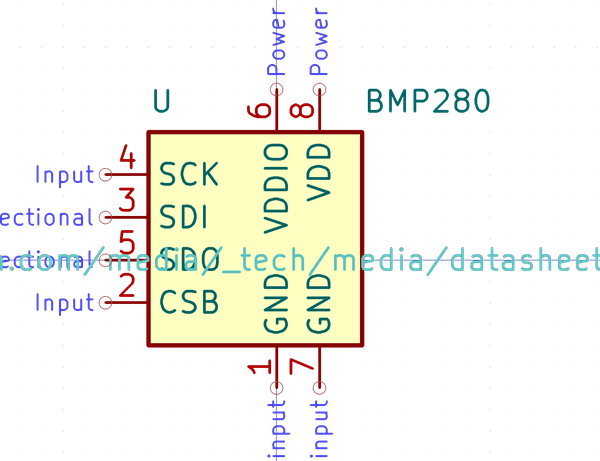 Power
Power
U
6
8
BMP280
Input
4
SCK
VDDIO
VDD
ectional
3
SDI
ectional
5
SDO
.com/media/_tech/media/datasheet
Input
2
CSB
GND
GND
1
7
input
input